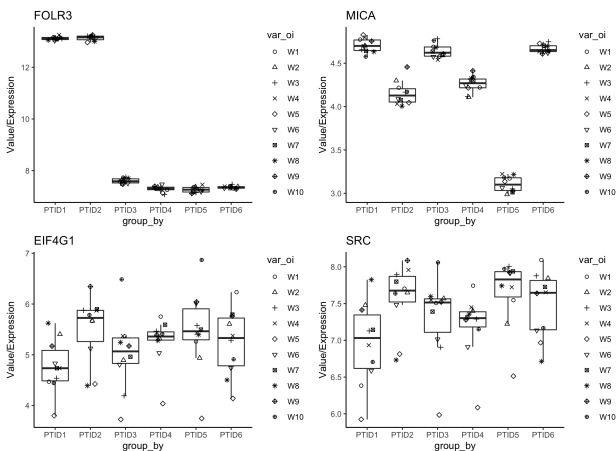 FOLR3
Value/Expression
12
10
8
PTID1 PTID2 PTID3 PTID4 PTID5 PTID6
group_by
var_oi
W1
W2
W3
W4
W5
W6
W7
W8
W9
W10
MICA
Value/Expression
4.5
4.0
3.5
3.0
PTID1 PTID2 PTID3 PTID4 PTID5 PTID6
group_by
var_oi
W1
W2
W3
W4
W5
W6
W7
W8
W9
W10
EIF4G1
Value/Expression
7
6
5
4
PTID1 PTID2 PTID3 PTID4 PTID5 PTID6
group_by
var_oi
W1
W2
W3
W4
W5
W6
W7
W8
W9
W10
SRC
Value/Expression
8.0
7.5
7.0
6.5
6.0
PTID1 PTID2 PTID3 PTID4 PTID5 PTID6
group_by
var_oi
W1
W2
W3
W4
W5
W6
W7
W8
W9
W10